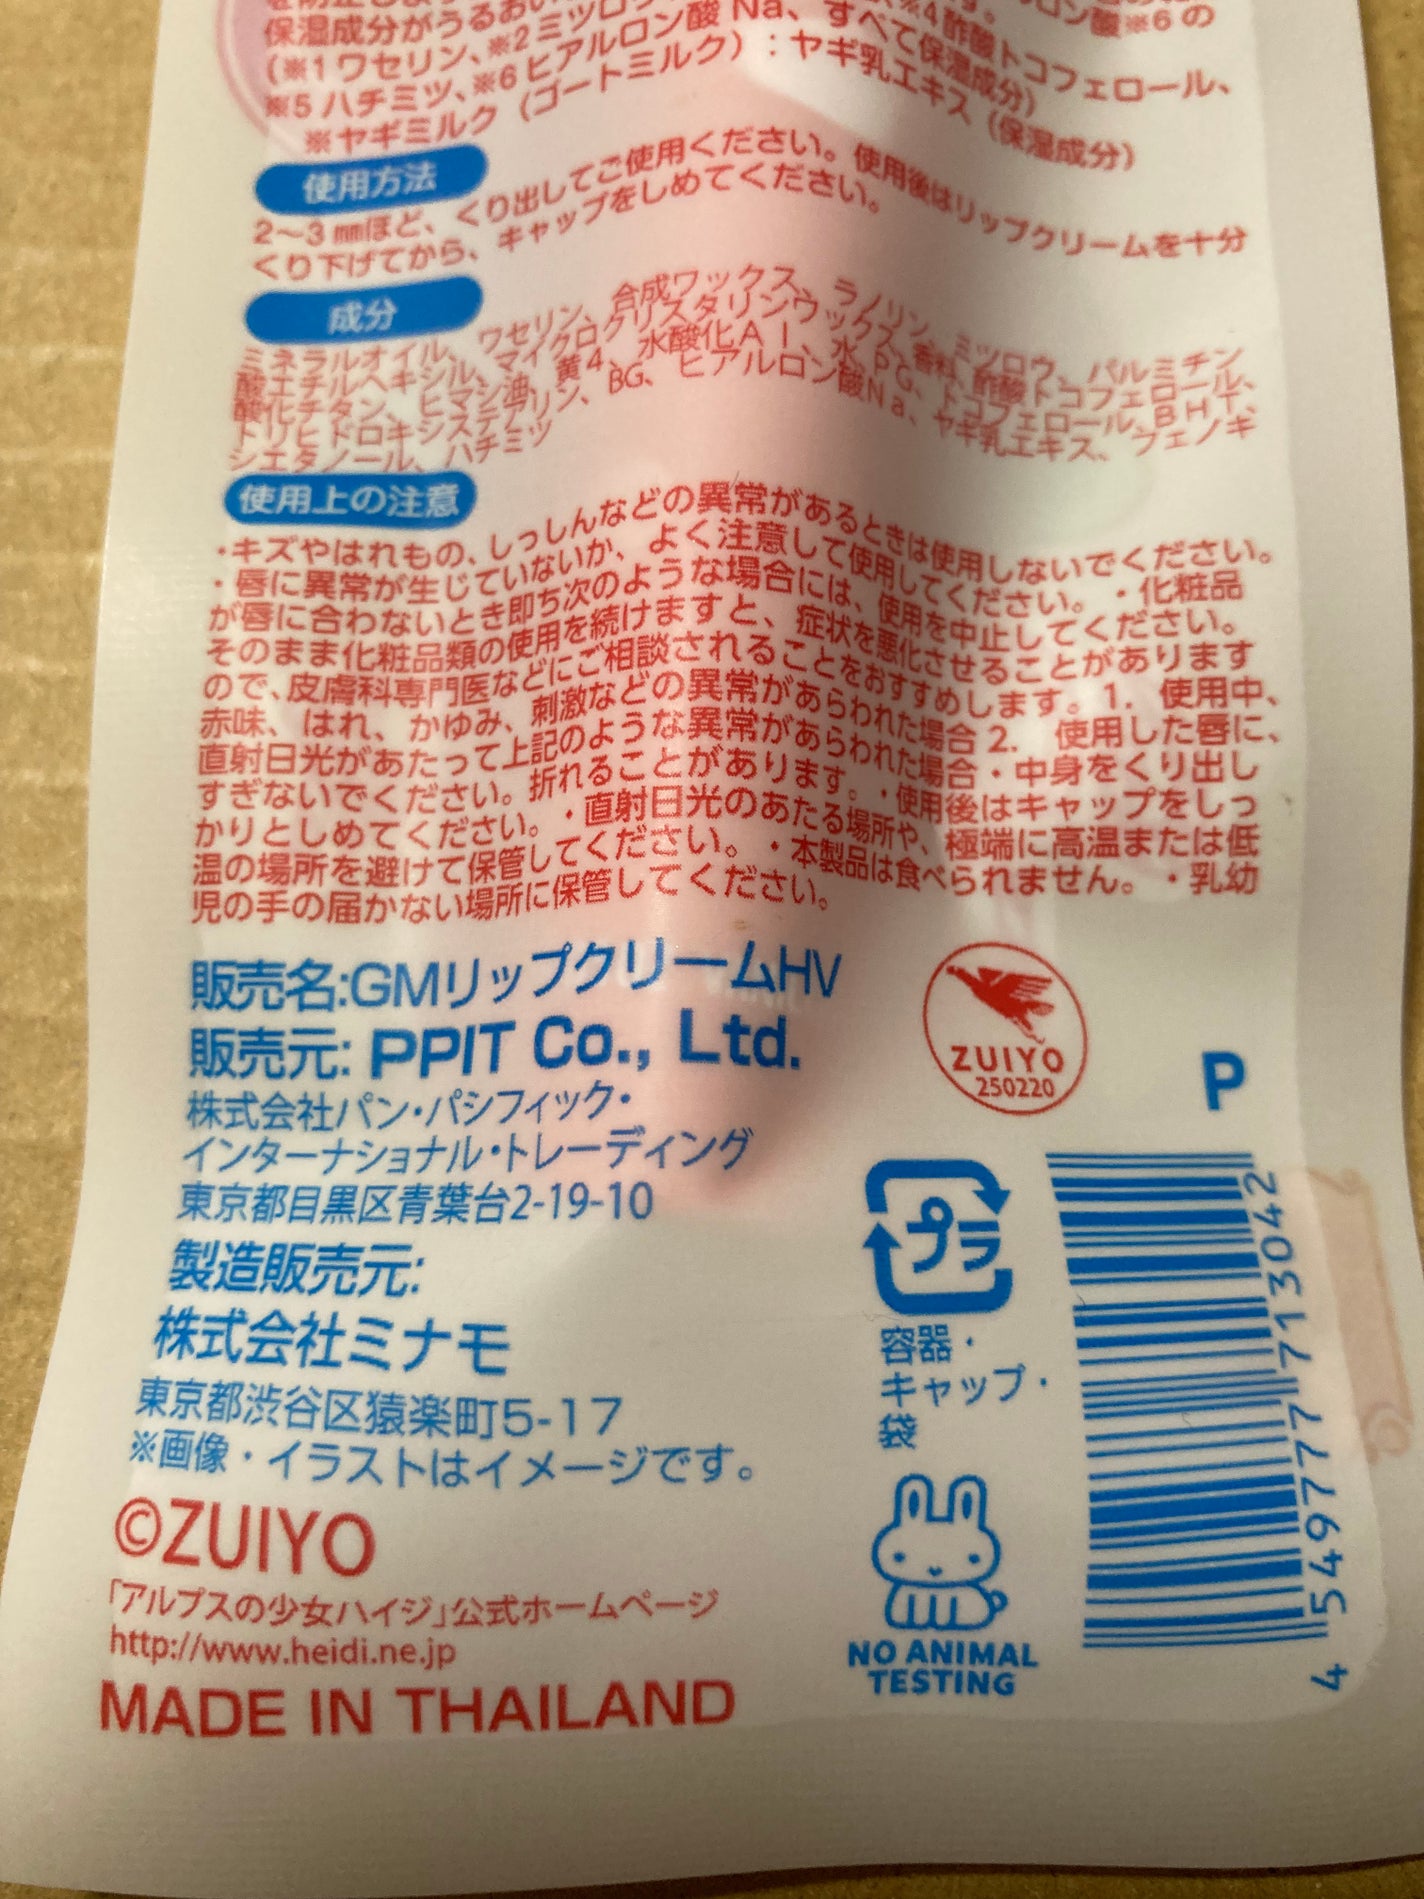 保湿成分がうるおい
ロン酸※6の
(※1ワセリン、※2ミツロウ
※4酢酸トコフェロール、
※5ハチミツ、※6ヒアルロン酸Na、すべて保湿成分)
※ヤギミルク（ゴートミルク）：ヤギ乳エキス（保湿成分）
使用方法
2〜3㎜ほど、くり出してご使用ください。使用後はリップクリームを十分
くり下げてから、キャップをしめてください。
成分
ミネラルオイル、ワセリン、合成ワックス、ラノリン、ミツロウ、パルミチン
酸エチルヘキシル、マイクロクリスタリンワックス、香料、酢酸トコフェロール、
酸化チタン、ヒマシ油、黄4、水酸化Al、水、PG、トコフェロール、BHT、
トリヒドロキシステアリン、BG、ヒアルロン酸Na、ヤギ乳エキス、フェノキ
シエタノール、ハチミツ
使用上の注意
・キズやはれもの、しっしんなどの異常があるときは使用しないでください。
・唇に異常が生じていないか、よく注意して使用してください。・化粧品
が唇に合わないとき即ち次のような場合には、使用を中止してください。
そのまま化粧品類の使用を続けますと、症状を悪化させることがあります
ので、皮膚科専門医などにご相談されることをおすすめします。1. 使用中、
赤味、はれ、かゆみ、刺激などの異常があらわれた場合 2. 使用した唇に、
直射日光があたって上記のような異常があらわれた場合・中身をくり出し
すぎないでください。折れることがあります。・使用後はキャップをしっ
かりとしめてください。・直射日光のあたる場所や、極端に高温または低
温の場所を避けて保管してください。・本製品は食べられません。・乳幼
児の手の届かない場所に保管してください。
販売名:GMリップクリームHV
販売元: PPIT Co., Ltd.
株式会社パン・パシフィック・
インターナショナル・トレーディング
東京都目黒区青葉台2-19-10
製造販売元:
株式会社ミナモ
東京都渋谷区猿楽町5-17
※画像・イラストはイメージです。
©ZUIYO
「アルプスの少女ハイジ」公式ホームページ
http://www.heidi.ne.jp
MADE IN THAILAND
ZUIYO
250220
P
プラ
容器・
キャップ・
袋
NO ANIMAL
TESTING
4 549777 713042